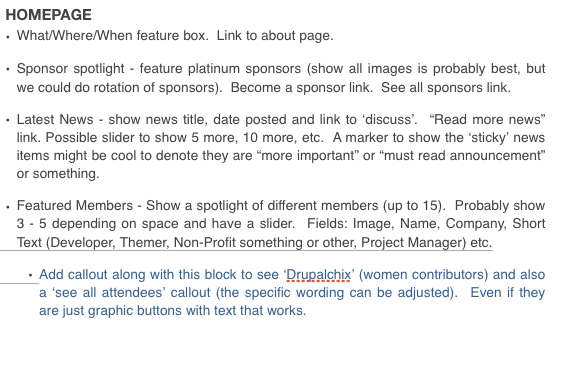 HOMEPAGE
• What/Where/When feature box. Link to about page.
• Sponsor spotlight - feature platinum sponsors (show all images is probably best, but
we could do rotation of sponsors). Become a sponsor link. See all sponsors link.
• Latest News - show news title, date posted and link to ‘discuss’. “Read more news”
link. Possible slider to show 5 more, 10 more, etc. A marker to show the ‘sticky’ news
items might be cool to denote they are “more important” or “must read announcement”
or something.
• Featured Members - Show a spotlight of different members (up to 15). Probably show
3 - 5 depending on space and have a slider. Fields: Image, Name, Company, Short
Text (Developer, Themer, Non-Profit something or other, Project Manager) etc.
• Add callout along with this block to see ‘Drupalchix’ (women contributors) and also
a ‘see all attendees’ callout (the specific wording can be adjusted). Even if they
are just graphic buttons with text that works.